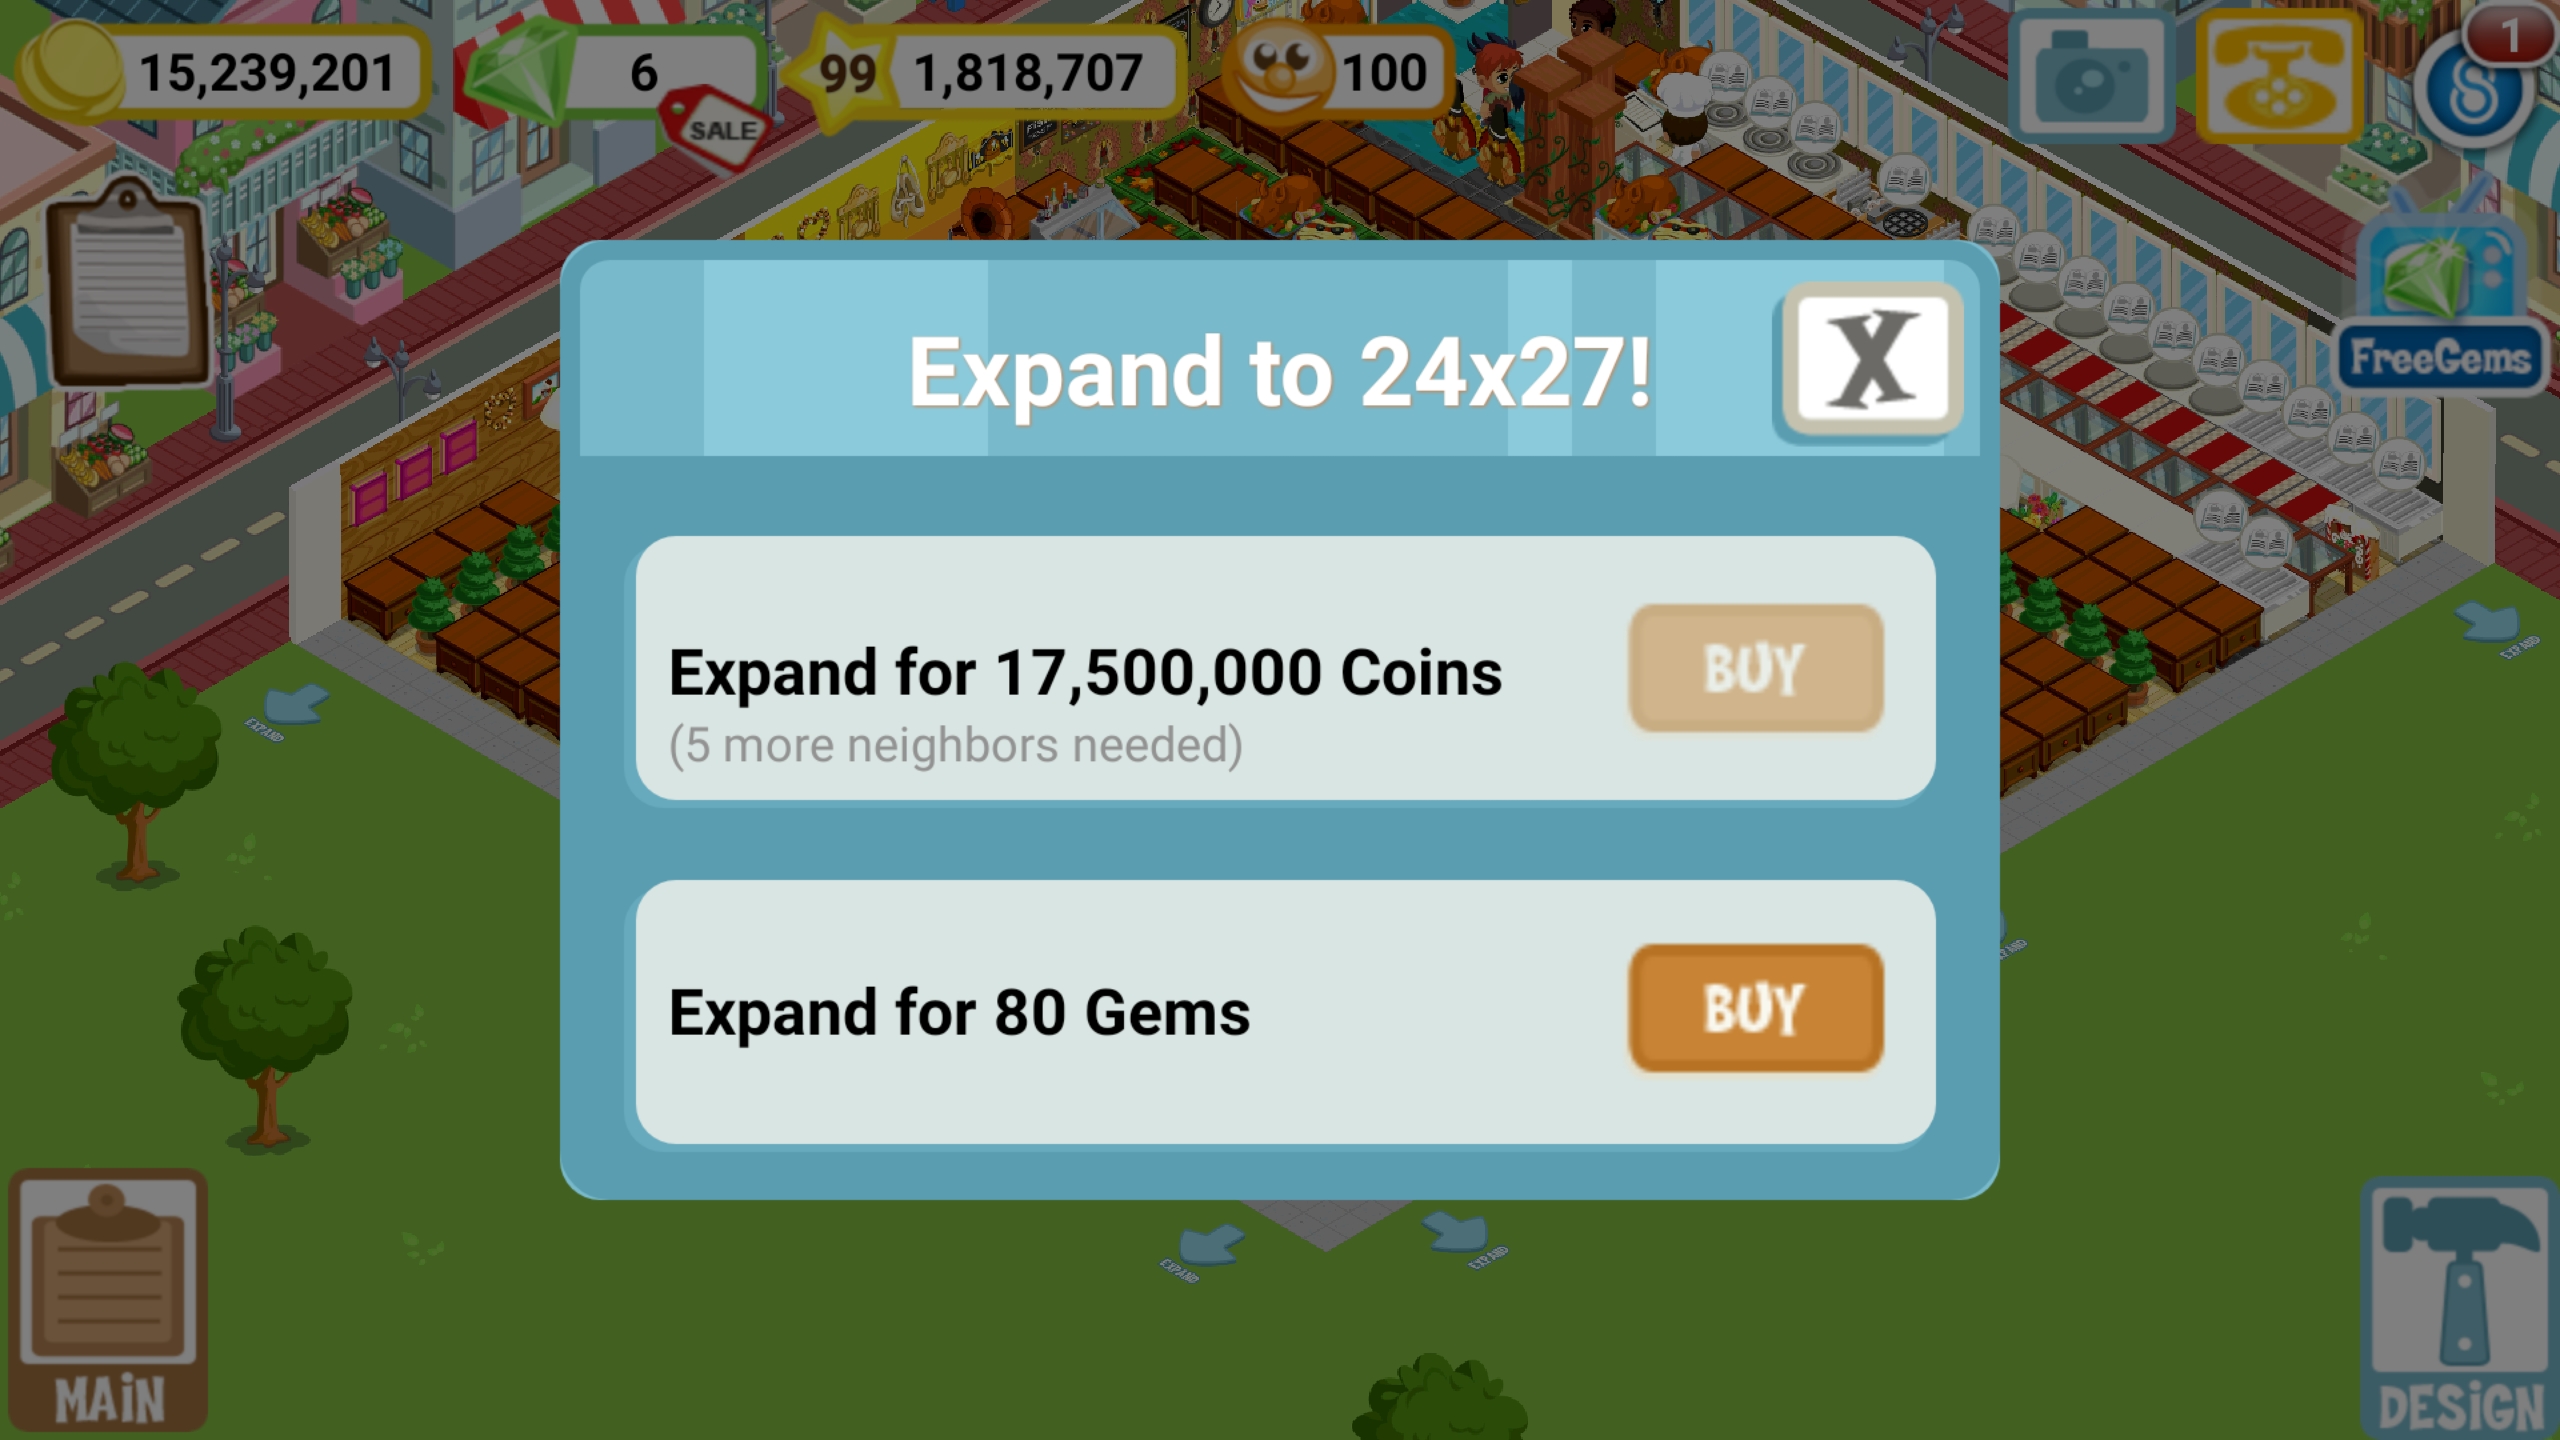 15,239,201
6
SALE
99
1,818,707
100
1
FreeGems
Expand to 24x27!
X
Expand for 17,500,000 Coins
BUY
(5 more neighbors needed)
Expand for 80 Gems
BUY
EXPAND
EXPAND
EXPAND
EXPAND
MAiN
DESiGN